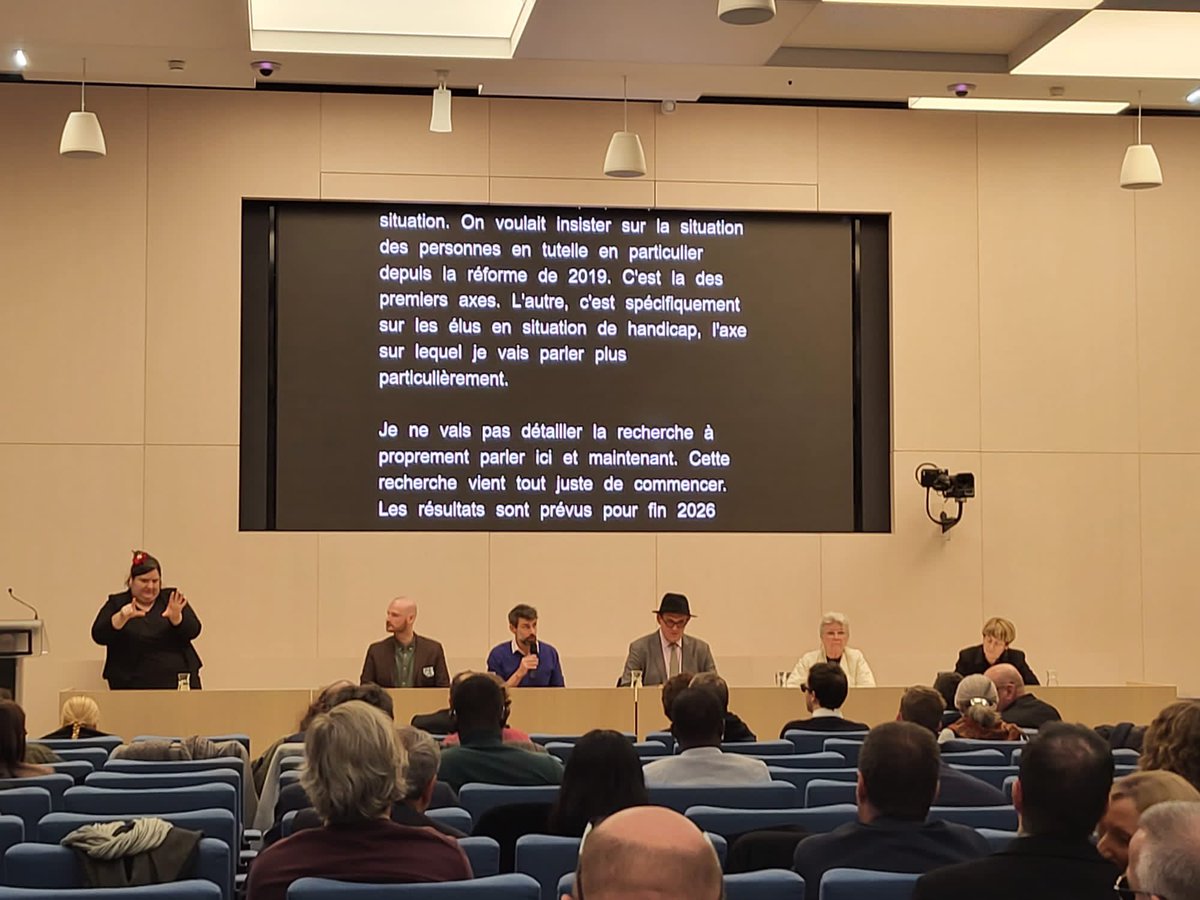 situation. On voulait insister sur la situation
des personnes en tutelle en particulier
depuis la réforme de 2019. C'est la des
premiers axes. L'autre, c'est spécifiquement
sur les élus en situation de handicap, l'axe
sur lequel je vais parler plus
particulièrement.
Je ne vais pas détailler la recherche à
proprement parler ici et maintenant. Cette
recherche vient tout juste de commencer.
Les résultats sont prévus pour fin 2026